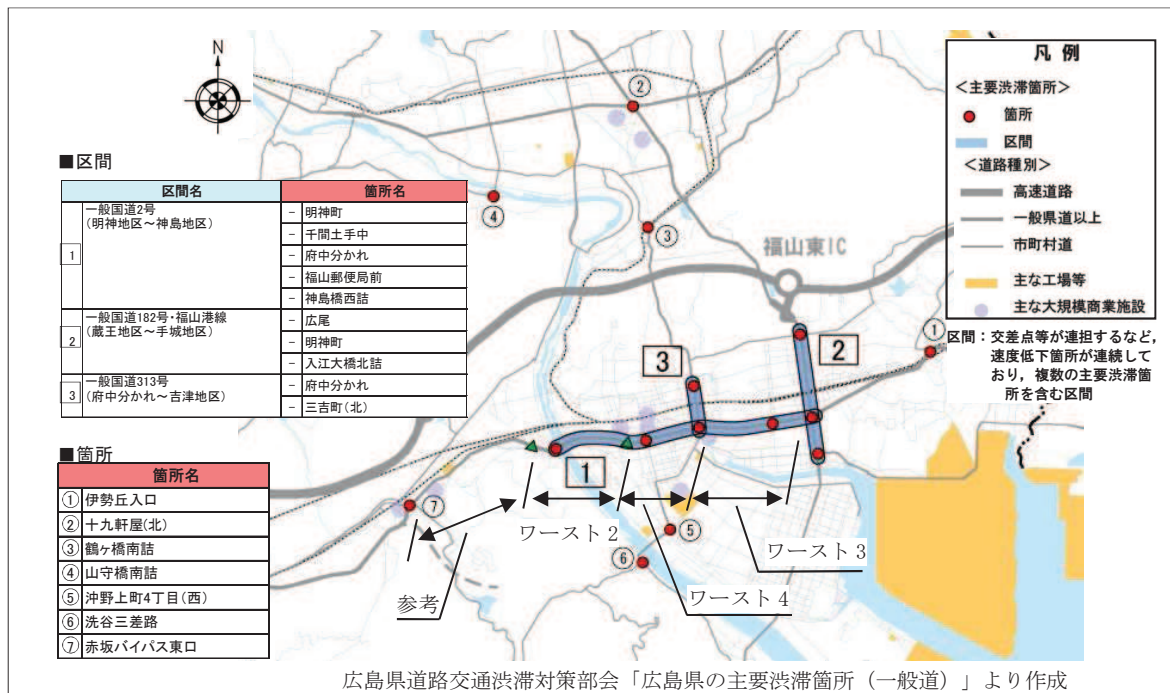 N
■区間
区間名
箇所名
1
一般国道2号
(明神地区～神島地区)
－ 明神町
－ 千間土手中
－ 府中分かれ
－ 福山郵便局前
－ 神島橋西詰
2
一般国道182号・福山港線
(蔵王地区～手城地区)
－ 広尾
－ 明神町
－ 入江大橋北詰
3
一般国道313号
(府中分かれ～吉津地区)
－ 府中分かれ
－ 三吉町(北)
■箇所
箇所名
① 伊勢丘入口
② 十九軒屋(北)
③ 鶴ヶ橋南詰
④ 山守橋南詰
⑤ 沖野上町4丁目(西)
⑥ 洗谷三差路
⑦ 赤坂バイパス東口
②
④
③
福山東IC
①
3
2
1
⑦
⑤
⑥
ワースト2
ワースト3
ワースト4
参考
凡 例
＜主要渋滞箇所＞
箇所
区間
＜道路種別＞
高速道路
一般県道以上
市町村道
主な工場等
主な大規模商業施設
区間：交差点等が連担するなど，
速度低下箇所が連続して
おり，複数の主要渋滞箇
所を含む区間
広島県道路交通渋滞対策部会「広島県の主要渋滞箇所（一般道）」より作成